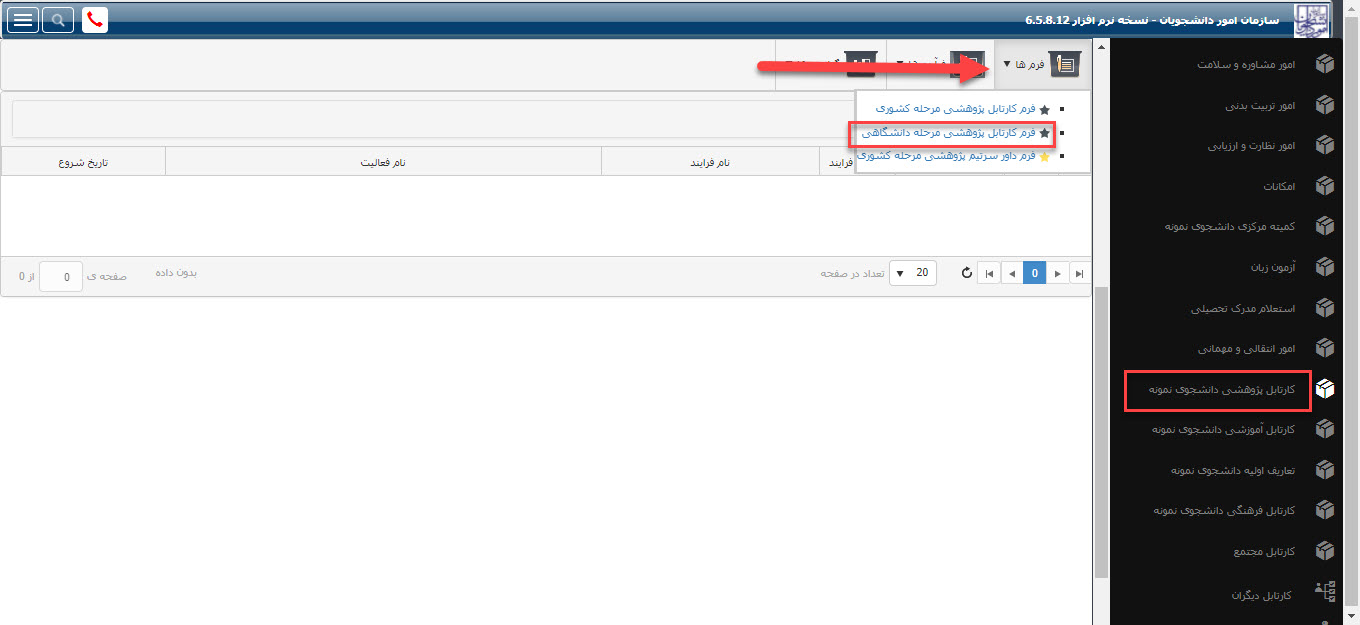 سازمان امور دانشجویان - نسخه نرم افزار 6.5.8.12
امور مشاوره و سلامت
امور تربیت بدنی
امور نظارت و ارزیابی
امکانات
کمیته مرکزی دانشجوی نمونه
آزمون زبان
استعلام مدرک تحصیلی
امور انتقالی و مهمانی
کارتابل پژوهشی دانشجوی نمونه
کارتابل آموزشی دانشجوی نمونه
تعاریف اولیه دانشجوی نمونه
کارتابل فرهنگی دانشجوی نمونه
کارتابل مجتمع
کارتابل دیگران
فرم ها
فرم کارتابل پژوهشی مرحله کشوری
فرم کارتابل پژوهشی مرحله دانشگاهی
فرم داور سرتیم پژوهشی مرحله کشوری
فرایند نام فرایند نام فعالیت تاریخ شروع
0 20 تعداد در صفحه بدون داده صفحه ی 0 از 0